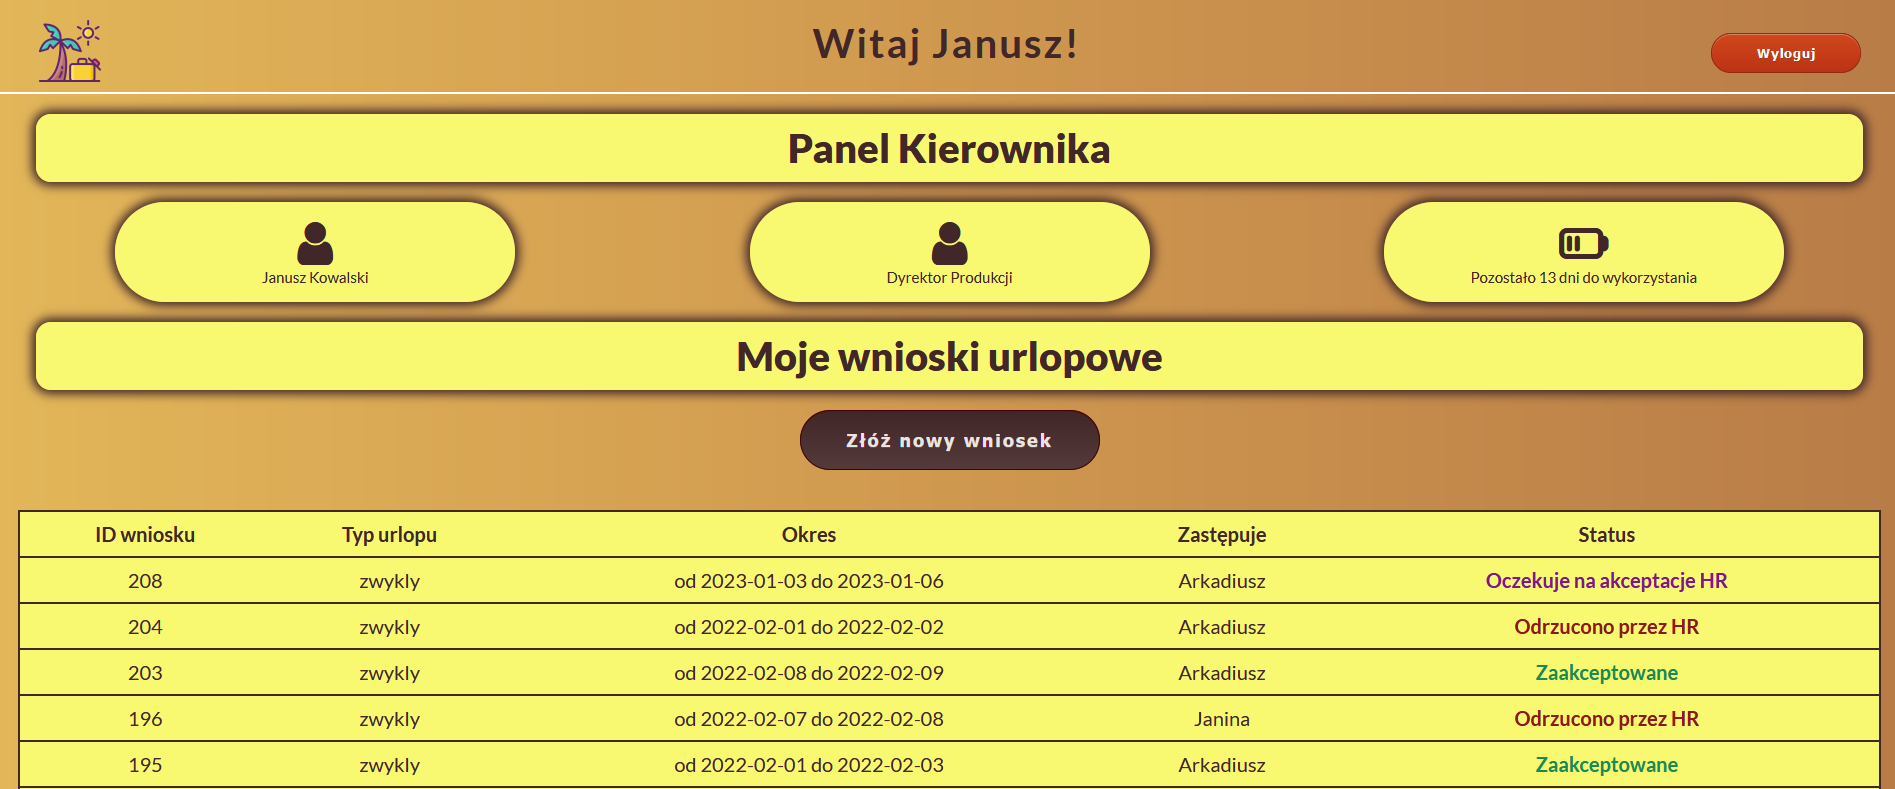 Witaj Janusz!
Wyloguj
Panel Kierownika
Janusz Kowalski
Dyrektor Produkcji
Pozostało 13 dni do wykorzystania
Moje wnioski urlopowe
Złóż nowy wniosek
ID wniosku Typ urlopu Okres Zastępuje Status
208 zwykly od 2023-01-03 do 2023-01-06 Arkadiusz Oczekuje na akceptacje HR
204 zwykly od 2022-02-01 do 2022-02-02 Arkadiusz Odrzucono przez HR
203 zwykly od 2022-02-08 do 2022-02-09 Arkadiusz Zaakceptowane
196 zwykly od 2022-02-07 do 2022-02-08 Janina Odrzucono przez HR
195 zwykly od 2022-02-01 do 2022-02-03 Arkadiusz Zaakceptowane